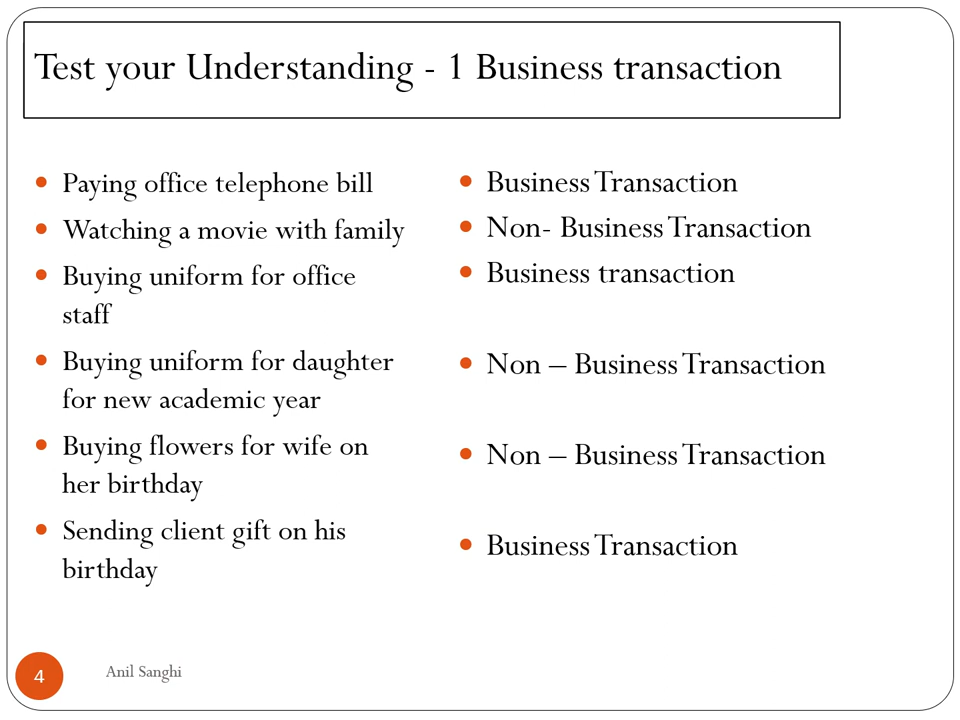 Test your Understanding - 1 Business transaction
Paying office telephone bill
Watching a movie with family
Buying uniform for office
staff
Buying uniform for daughter
for new academic year
Buying flowers for wife on
her birthday
Sending client gift on his
birthday
Business Transaction
Non- Business Transaction
Business transaction
Non – Business Transaction
Non – Business Transaction
Business Transaction
4
Anil Sanghi